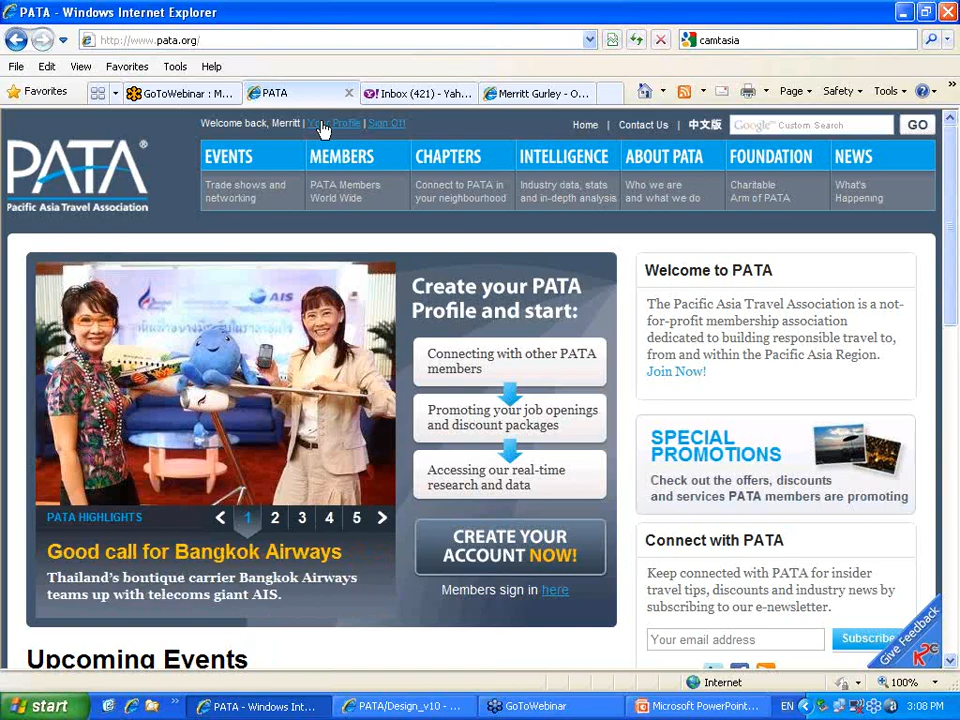 PATA - Windows Internet Explorer
http://www.pata.org/
camtasia
File Edit View Favorites Tools Help
Favorites
GoToWebinar : M...
PATA
Inbox (421) - Yah...
Merritt Gurley - O...
Page
Safety
Tools
Welcome back, Merritt | Your Profile | Sign Off!
Home | Contact Us | 中文版
Google™ Custom Search
GO
PATA®
Pacific Asia Travel Association
EVENTS
Trade shows and
networking
MEMBERS
PATA Members
World Wide
CHAPTERS
Connect to PATA in
your neighbourhood
INTELLIGENCE
Industry data, stats
and in-depth analysis
ABOUT PATA
Who we are
and what we do
FOUNDATION
Charitable
Arm of PATA
NEWS
What's
Happening
AIS
PATA HIGHLIGHTS
1 2 3 4 5
Good call for Bangkok Airways
Thailand's boutique carrier Bangkok Airways
teams up with telecoms giant AIS.
Create your PATA
Profile and start:
Connecting with other PATA
members
Promoting your job openings
and discount packages
Accessing our real-time
research and data
CREATE YOUR
ACCOUNT NOW!
Members sign in here
Welcome to PATA
The Pacific Asia Travel Association is a not-
for-profit membership association
dedicated to building responsible travel to,
from and within the Pacific Asia Region.
Join Now!
SPECIAL
PROMOTIONS
Check out the offers, discounts
and services PATA members are promoting
Connect with PATA
Keep connected with PATA for insider
travel tips, discounts and industry news by
subscribing to our e-newsletter.
Your email address
Subscribe
Give Feedback
Upcoming Events
Internet
100%
start
PATA - Windows Int...
PATA/Design_v10 - ...
GoToWebinar
Microsoft PowerPoint...
EN
3:08 PM